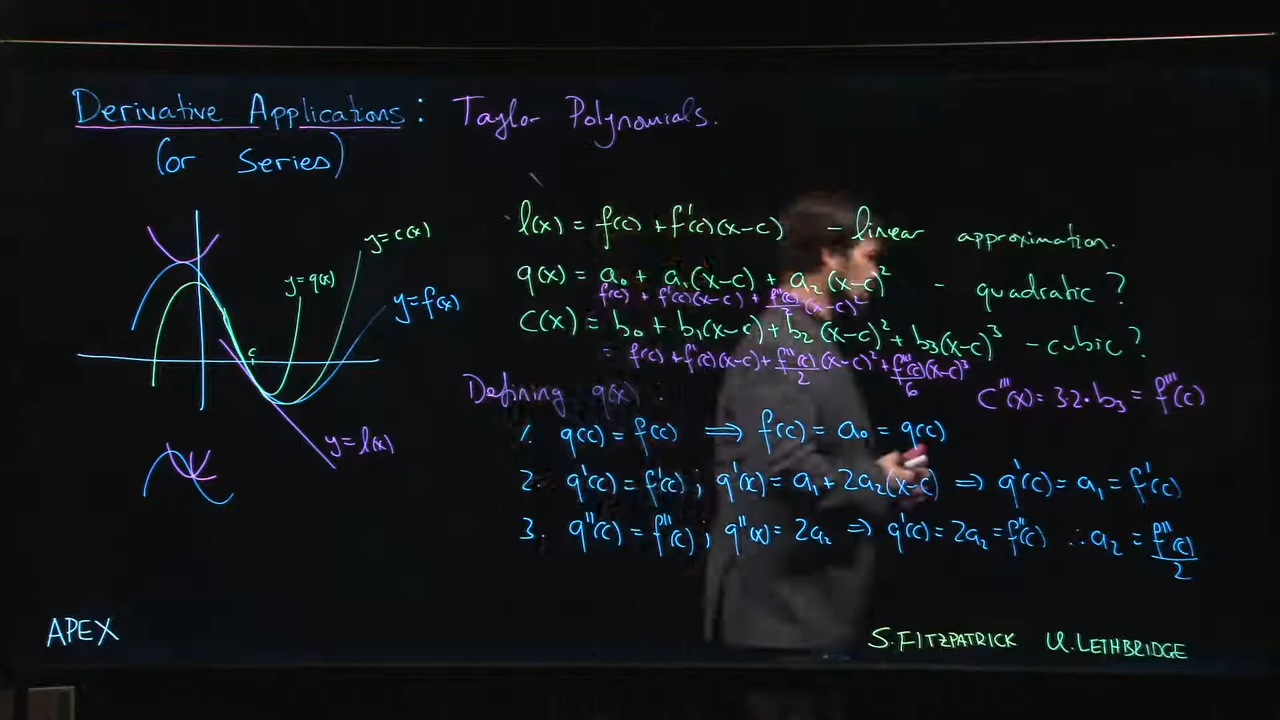 Derivative Applications: Taylor Polynomials.
(or Series)
l(x) = f(c) + f'(c)(x-c) - linear approximation.
q(x) = a₀ + a₁(x-c) + a₂(x-c)² - quadratic?
f(c) + f'(c)(x-c) + f''(c)/2 (x-c)²
c(x) = b₀ + b₁(x-c) + b₂(x-c)² + b₃(x-c)³ - cubic?
= f(c) + f'(c)(x-c) + f''(c)/2 (x-c)² + f'''(c)/6 (x-c)³
c'''(x) = 3·2·b₃ = f'''(c)
Defining q(x):
1. q(c) = f(c) ⟹ f(c) = a₀ = q(c)
2. q'(c) = f'(c); q'(x) = a₁ + 2a₂(x-c) ⟹ q'(c) = a₁ = f'(c)
3. q''(c) = f''(c); q''(x) = 2a₂ ⟹ q'(c) = 2a₂ = f''(c) ∴ a₂ = f''(c)/2
y = c(x)
y = q(x)
y = f(x)
c
y = l(x)
APEX
S. FITZPATRICK U. LETHBRIDGE